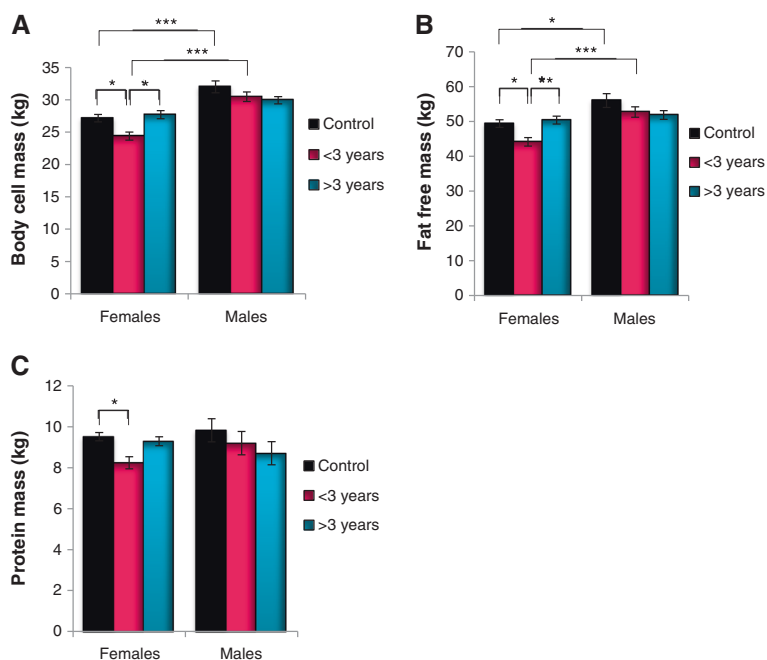 A
***
***
* *
Body cell mass (kg)
35
30
25
20
15
10
5
0
Females Males
Control
<3 years
>3 years
B
*
***
* **
Fat free mass (kg)
70
60
50
40
30
20
10
0
Females Males
Control
<3 years
>3 years
C
*
Protein mass (kg)
12
10
8
6
4
2
0
Females Males
Control
<3 years
>3 years